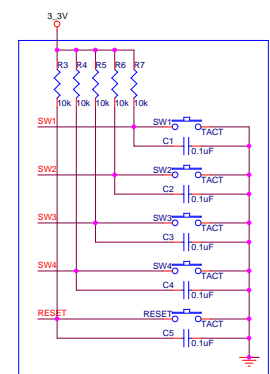 3_3V
R3 R4 R5 R6 R7
10k 10k 10k 10k 10k
SW1 SW1
TACT
C1
0.1uF
SW2 SW2
TACT
C2
0.1uF
SW3 SW3
TACT
C3
0.1uF
SW4 SW4
TACT
C4
0.1uF
RESET RESET
TACT
C5
0.1uF